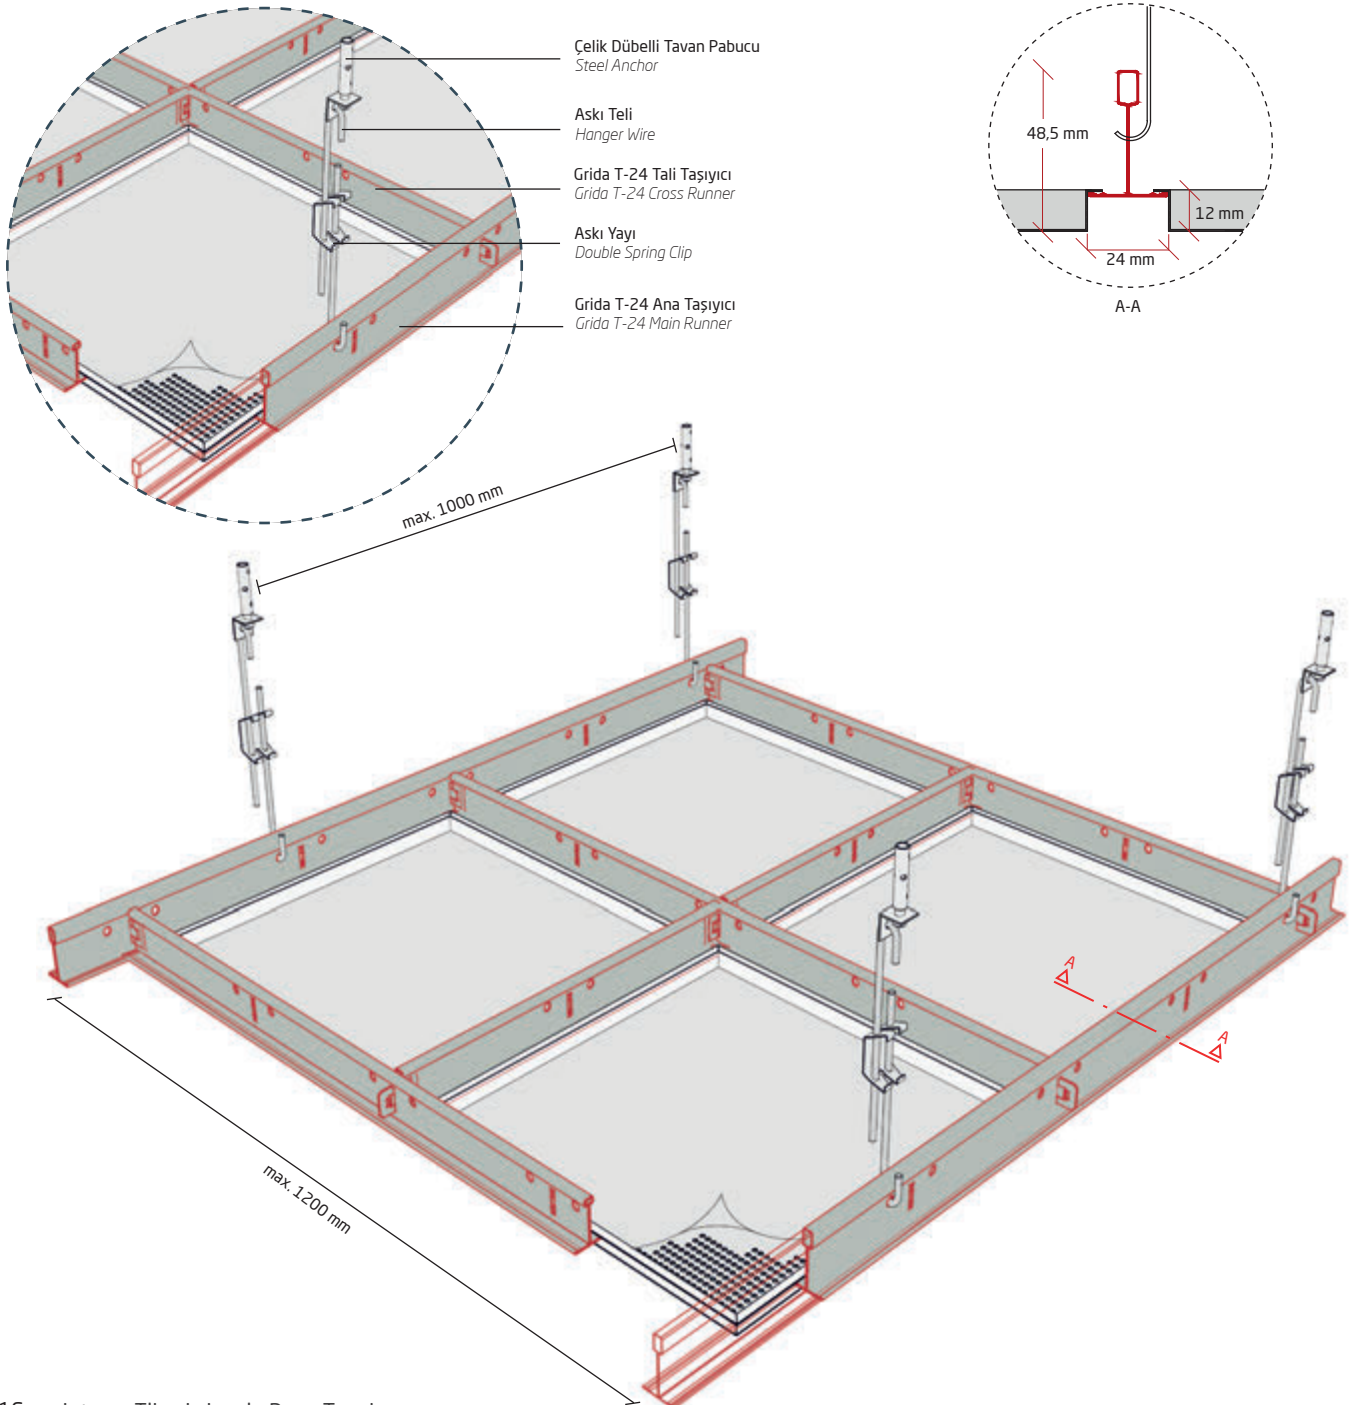 Çelik Dübelli Tavan Pabucu
Steel Anchor
Askı Teli
Hanger Wire
Grida T-24 Tali Taşıyıcı
Grida T-24 Cross Runner
Askı Yayı
Double Spring Clip
Grida T-24 Ana Taşıyıcı
Grida T-24 Main Runner
48,5 mm
12 mm
24 mm
A-A
max. 1000 mm
A
A
max. 1200 mm